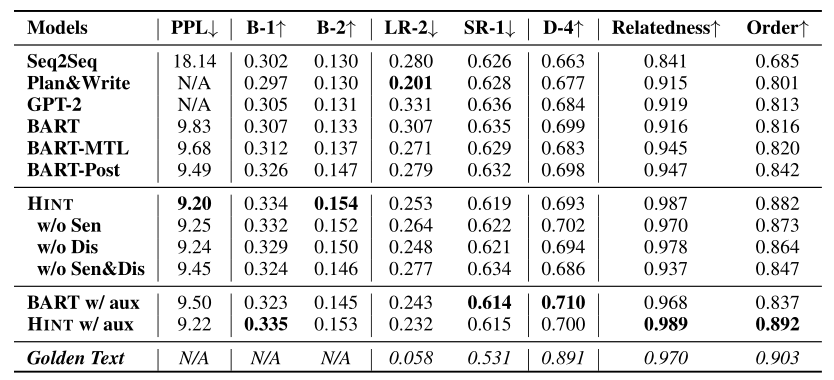 Models PPL↓ B-1↑ B-2↑ LR-2↓ SR-1↓ D-4↑ Relatedness↑ Order↑
Seq2Seq 18.14 0.302 0.130 0.280 0.626 0.663 0.841 0.685
Plan&Write N/A 0.297 0.130 0.201 0.628 0.677 0.915 0.801
GPT-2 N/A 0.305 0.131 0.331 0.636 0.684 0.919 0.813
BART 9.83 0.307 0.133 0.307 0.635 0.699 0.916 0.816
BART-MTL 9.68 0.312 0.137 0.271 0.629 0.683 0.945 0.820
BART-Post 9.49 0.326 0.147 0.279 0.632 0.698 0.947 0.842
HINT 9.20 0.334 0.154 0.253 0.619 0.693 0.987 0.882
w/o Sen 9.25 0.332 0.152 0.264 0.622 0.702 0.970 0.873
w/o Dis 9.24 0.329 0.150 0.248 0.621 0.694 0.978 0.864
w/o Sen&Dis 9.45 0.324 0.146 0.277 0.634 0.686 0.937 0.847
BART w/ aux 9.50 0.323 0.145 0.243 0.614 0.710 0.968 0.837
HINT w/ aux 9.22 0.335 0.153 0.232 0.615 0.700 0.989 0.892
Golden Text N/A N/A N/A 0.058 0.531 0.891 0.970 0.903